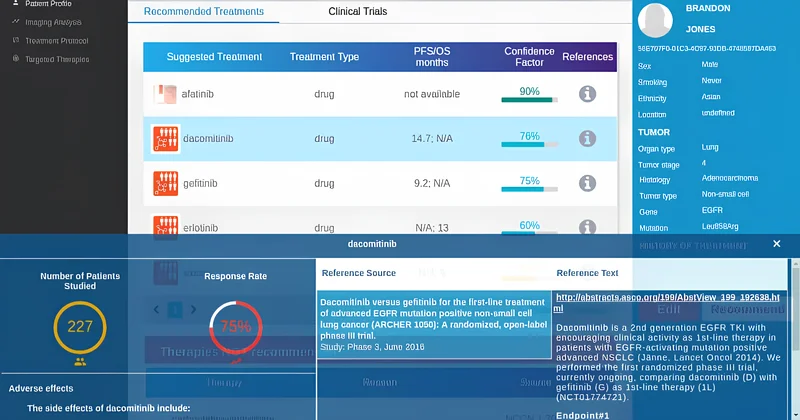 Patient Profile
Imaging Analysis
Treatment Protocol
Targeted Therapies
Recommended Treatments
Clinical Trials
Suggested Treatment
Treatment Type
PFS/OS
months
Confidence
Factor
References
afatinib
drug
not available
90%
dacomitinib
drug
14.7; N/A
76%
gefitinib
drug
9.2; N/A
75%
erlotinib
drug
N/A; 13
60%
BRANDON
JONES
Sex
Male
Smoking
Never
Ethnicity
Asian
Location
undefined
TUMOR
Organ type
Lung
Tumor stage
4
Histology
Adenocarcinoma
Tumor type
Non-small cell
Gene
EGFR
Mutation
Leu858Arg
HISTORY OF TREATMENT
dacomitinib
Number of Patients
Studied
227
Response Rate
75%
Reference Source
Dacomitinib versus gefitinib for the first-line treatment
of advanced EGFR mutation positive non-small cell
lung cancer (ARCHER 1050): A randomized, open-label
phase III trial.
Study: Phase 3, June 2016
Reference Text
http://abstracts.asco.org/199/AbstView_199_192638.ht
ml
Dacomitinib is a 2nd generation EGFR TKI with
encouraging clinical activity as 1st-line therapy in
patients with EGFR-activating mutation positive
advanced NSCLC (Jänne, Lancet Oncol 2014). We
performed the first randomized phase III trial,
currently ongoing, comparing dacomitinib (D) with
gefitinib (G) as 1st-line therapy (1L)
(NCT01774721).
Endpoint#1
1
Edit
Recommend
Therapies not recommen
Therapy
Reason
Adverse effects
The side effects of dacomitinib include: